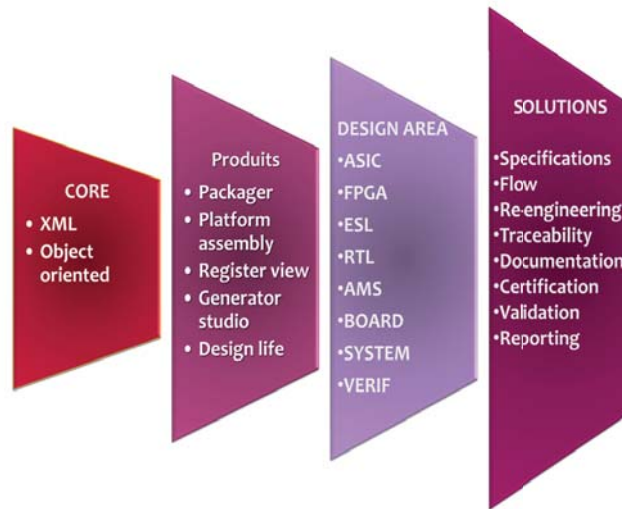 CORE
• XML
• Object
oriented
Produits
• Packager
• Platform
assembly
• Register view
• Generator
studio
• Design life
DESIGN AREA
•ASIC
•FPGA
•ESL
•RTL
•AMS
•BOARD
•SYSTEM
•VERIF
SOLUTIONS
•Specifications
•Flow
•Re-engineering
•Traceability
•Documentation
•Certification
•Validation
•Reporting